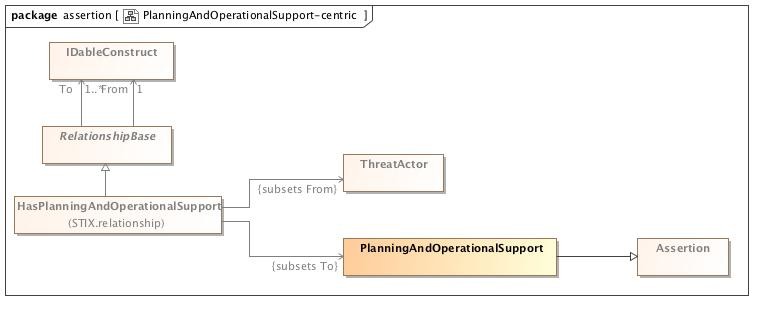 package assertion [ PlanningAndOperationalSupport-centric ]
IDableConstruct
To 1..* From 1
RelationshipBase
ThreatActor
HasPlanningAndOperationalSupport
(STIX.relationship)
{subsets From}
PlanningAndOperationalSupport
Assertion
{subsets To}